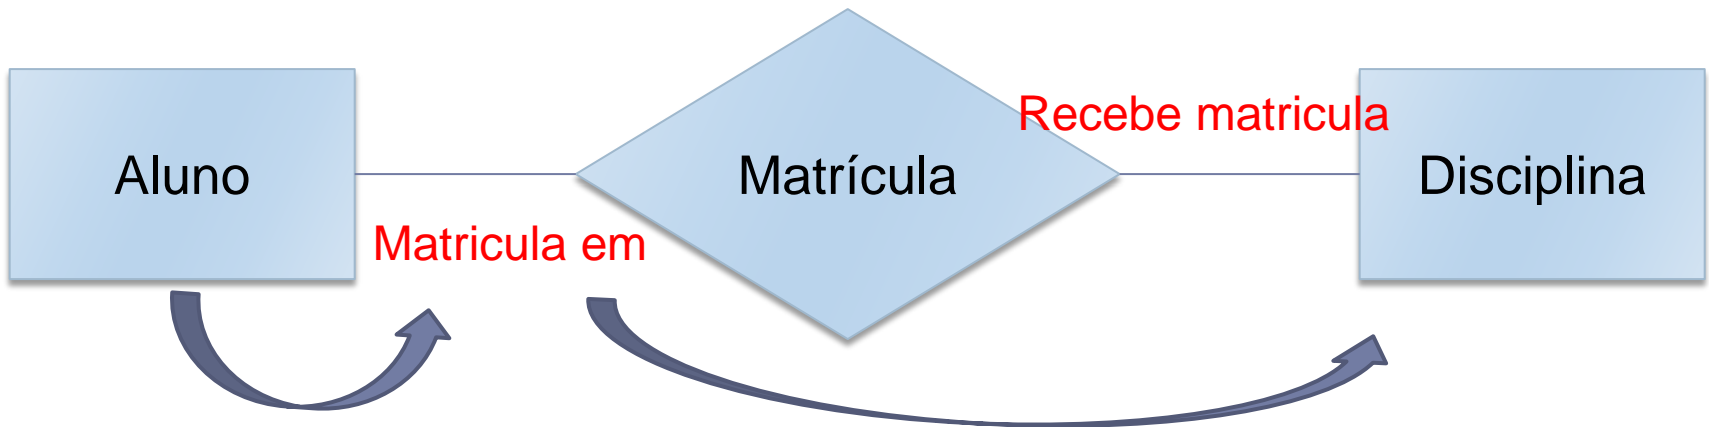 Recebe matricula
Aluno
Matrícula
Disciplina
Matricula em